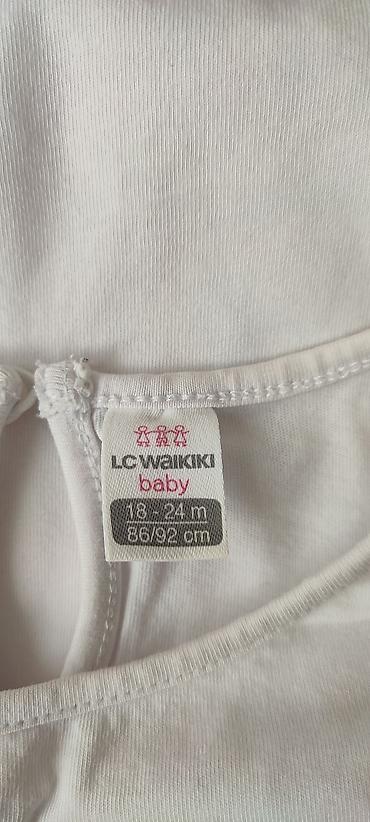 LC WAIKIKI
baby
18 - 24 m
86/92 cm